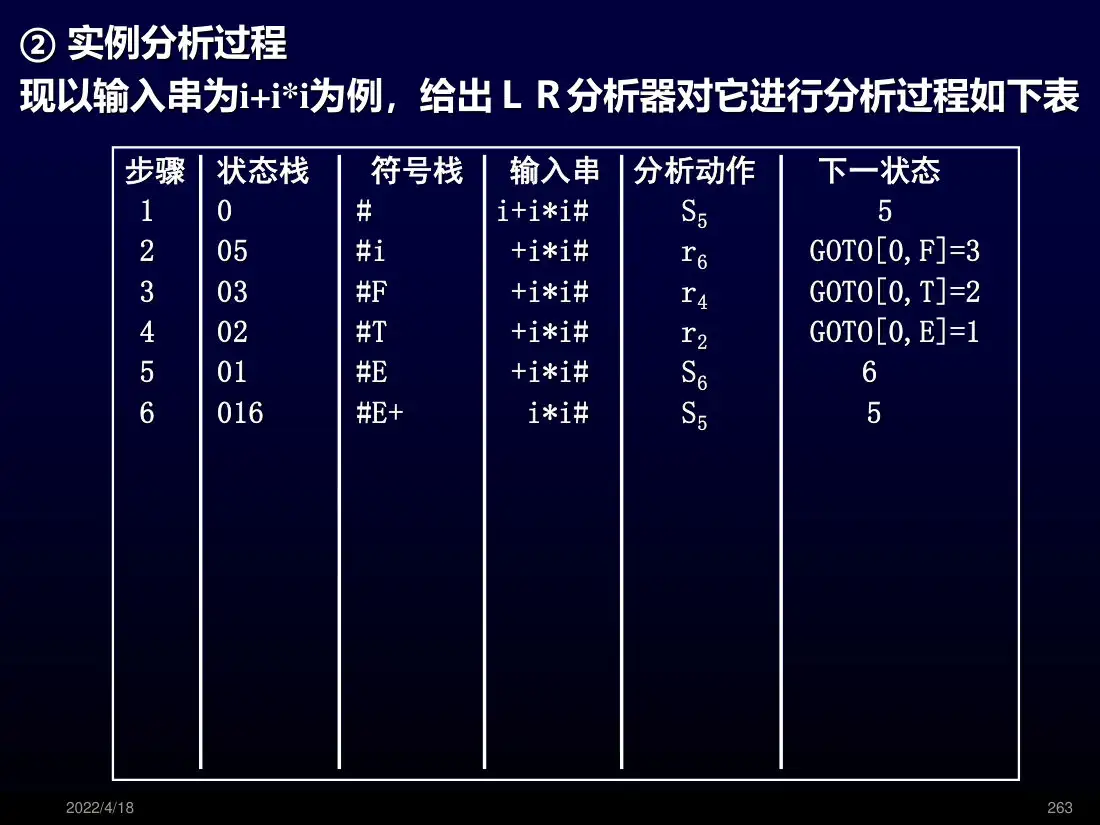 ② 实例分析过程
现以输入串为i+i*i为例，给出ＬＲ分析器对它进行分析过程如下表
步骤 状态栈 符号栈 输入串 分析动作 下一状态
1 0 # i+i*i# S5 5
2 05 #i +i*i# r6 GOTO[0,F]=3
3 03 #F +i*i# r4 GOTO[0,T]=2
4 02 #T +i*i# r2 GOTO[0,E]=1
5 01 #E +i*i# S6 6
6 016 #E+ i*i# S5 5
2022/4/18 263